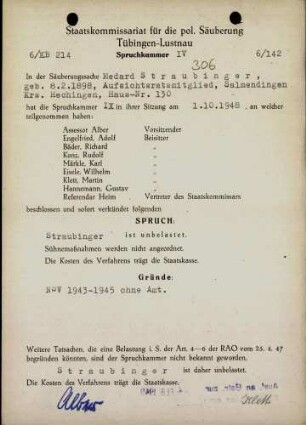 Staatskommissariat für die pol. Säuberung
Tübingen-Lustnau
6/KB 214 Spruchkammer IV 6/142
306
In der Säuberungssache Medard Straubinger,
geb. 8.2.1898, Aufsichtsratsmitglied, Salmendingen
Krs. Hechingen, Haus-Nr. 130
hat die Spruchkammer IX in ihrer Sitzung am 1.10.1948 an welcher
teilgenommen haben:
Assessor Alber Vorsitzender
Engelfried, Adolf Beisitzer
Bäder, Richard "
Kenz, Rudolf "
Märkle, Karl "
Eisele, Wilhelm "
Klett, Martin "
Hannemann, Gustav "
Referendar Heim Vertreter des Staatskommissars
beschlossen und sofort verkündet folgenden
SPRUCH:
Straubinger ist unbelastet.
Sühnemaßnahmen werden nicht angeordnet.
Die Kosten des Verfahrens trägt die Staatskasse.
Gründe:
NSV 1943-1945 ohne Amt.
Weitere Tatsachen, die eine Belastung i. S. der Art. 4-6 der RAO vom 25. 4. 47
begründen könnten, sind der Spruchkammer nicht bekannt geworden.
Straubinger ist daher unbelastet.
Die Kosten des Verfahrens trägt die Staatskasse.
Alber